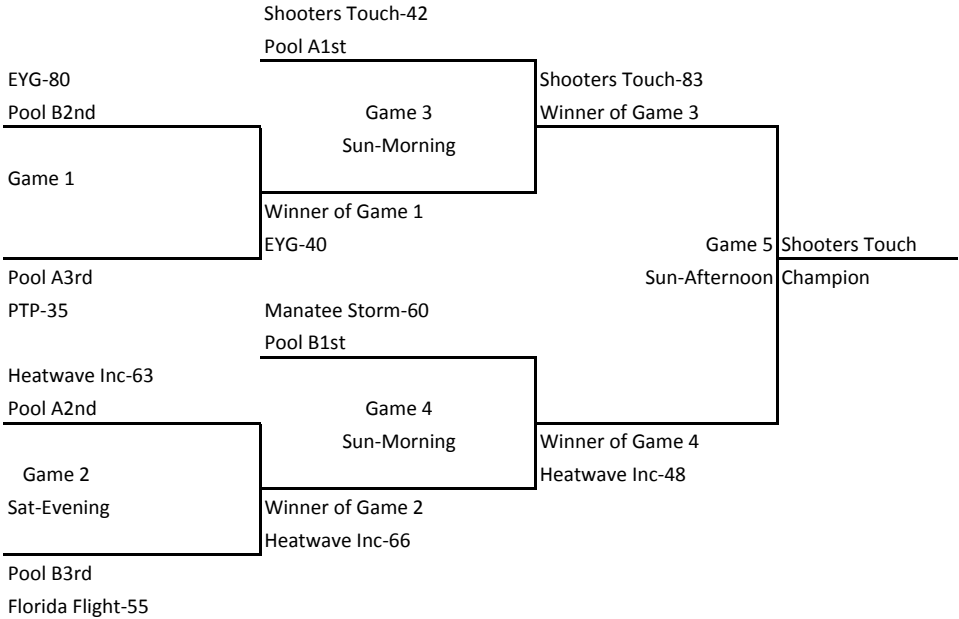 Shooters Touch-42
Pool A1st
EYG-80
Shooters Touch-83
Pool B2nd
Game 3
Winner of Game 3
Sun-Morning
Game 1
Winner of Game 1
EYG-40
Game 5
Shooters Touch
Pool A3rd
Sun-Afternoon
Champion
PTP-35
Manatee Storm-60
Pool B1st
Heatwave Inc-63
Pool A2nd
Game 4
Sun-Morning
Winner of Game 4
Game 2
Heatwave Inc-48
Sat-Evening
Winner of Game 2
Heatwave Inc-66
Pool B3rd
Florida Flight-55